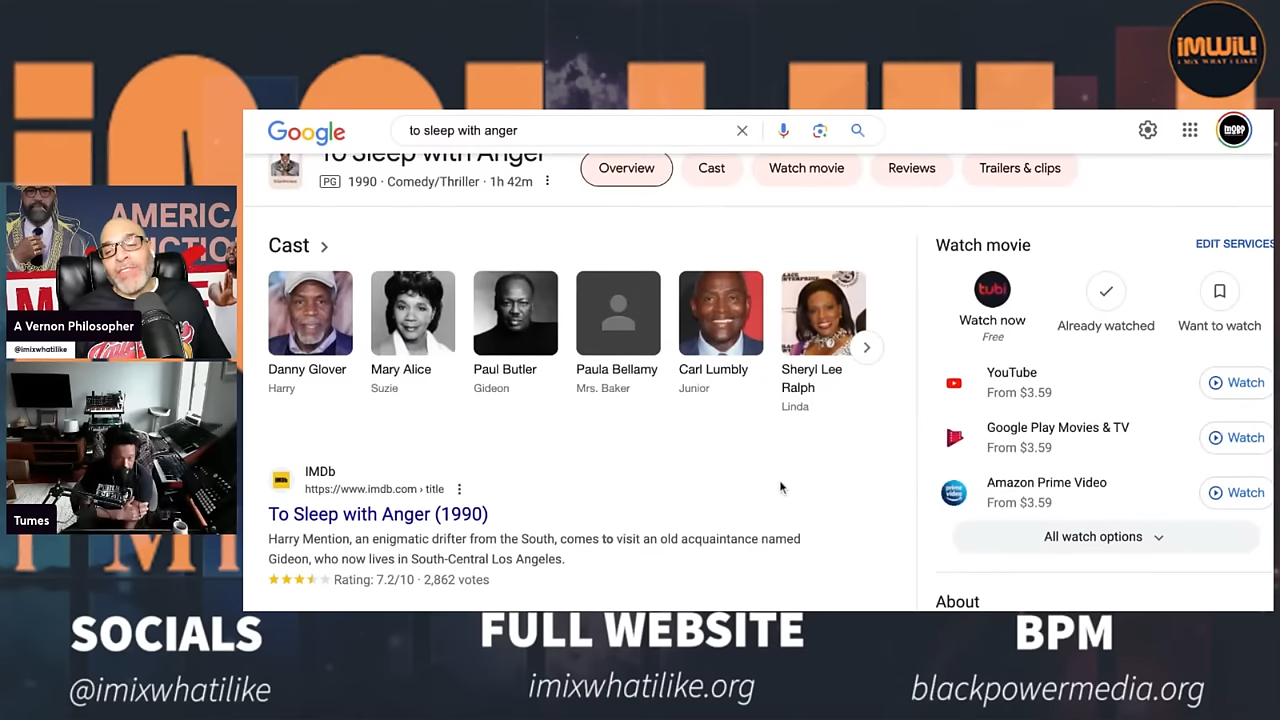 iMWiL!
I MiX WHAT I LIKE!
Google
to sleep with anger
To Sleep with Anger
PG 1990 · Comedy/Thriller · 1h 42m
Overview
Cast
Watch movie
Reviews
Trailers & clips
Cast
Danny Glover
Harry
Mary Alice
Suzie
Paul Butler
Gideon
Paula Bellamy
Mrs. Baker
Carl Lumbly
Junior
Sheryl Lee
Ralph
Linda
IMDb
https://www.imdb.com › title
To Sleep with Anger (1990)
Harry Mention, an enigmatic drifter from the South, comes to visit an old acquaintance named
Gideon, who now lives in South-Central Los Angeles.
Rating: 7.2/10 · 2,862 votes
Watch movie
EDIT SERVICES
tubi
Watch now
Free
Already watched
Want to watch
YouTube
From $3.59
Watch
Google Play Movies & TV
From $3.59
Watch
prime video
Amazon Prime Video
From $3.59
Watch
All watch options
About
AMERICA
A Vernon Philosopher
@imixwhatilike
Tumes
SOCIALS
@imixwhatilike
FULL WEBSITE
imixwhatilike.org
BPM
blackpowermedia.org